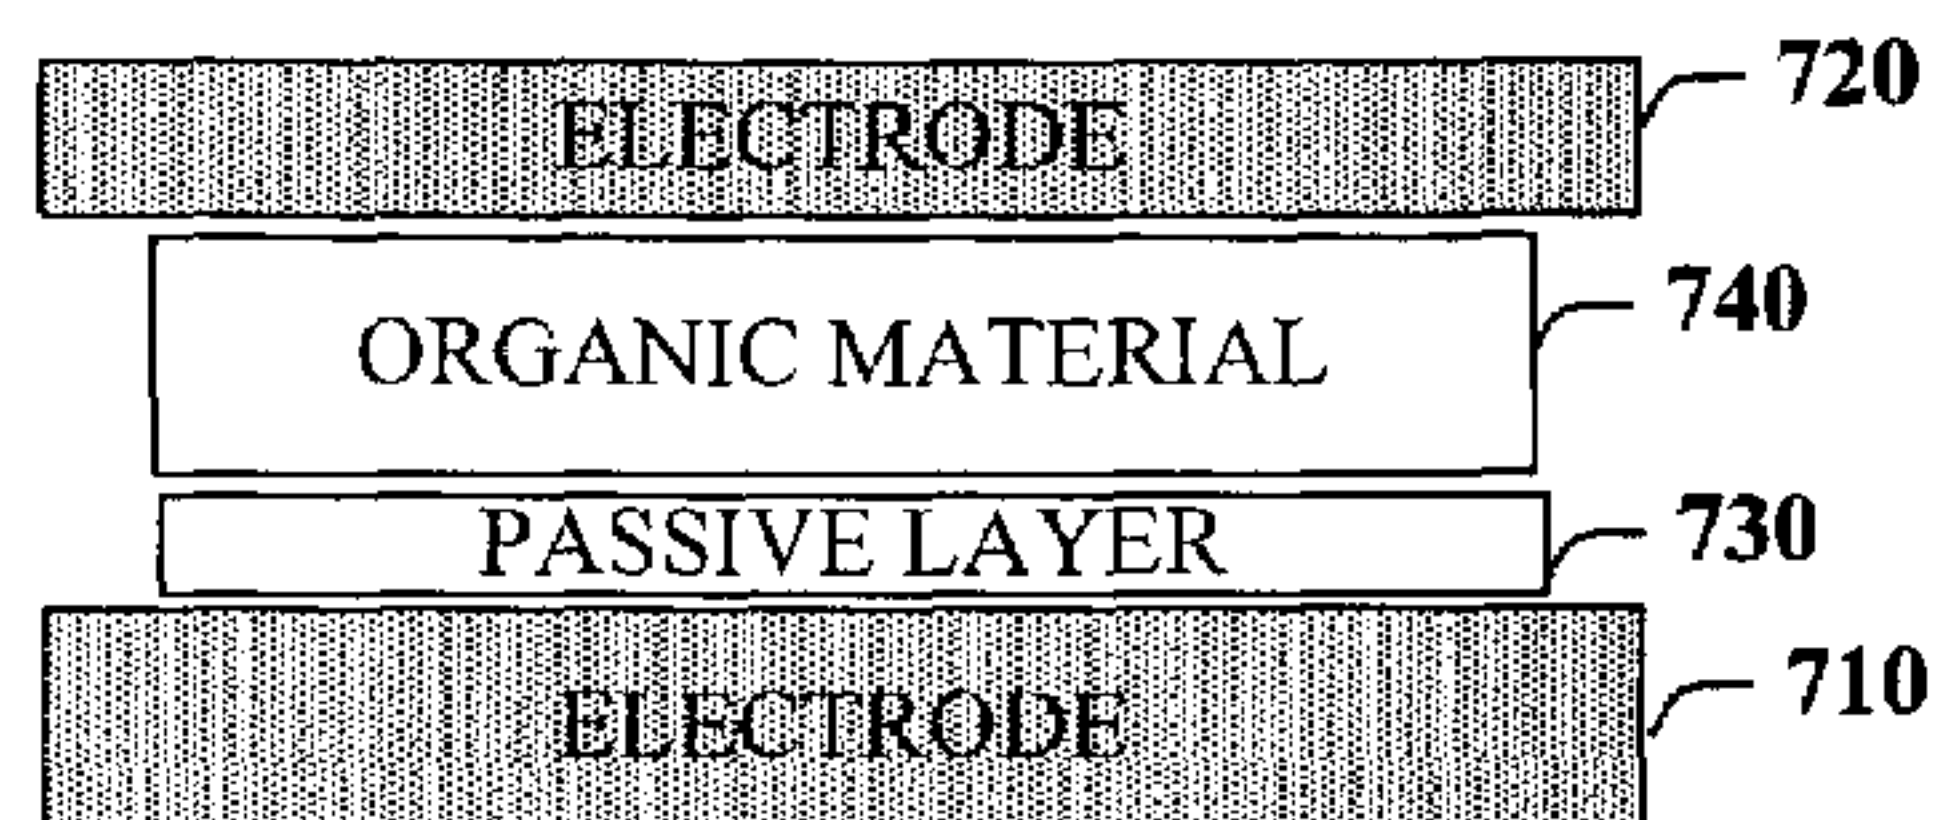 ELECTRODE 720
ORGANIC MATERIAL 740
PASSIVE LAYER 730
ELECTRODE 710